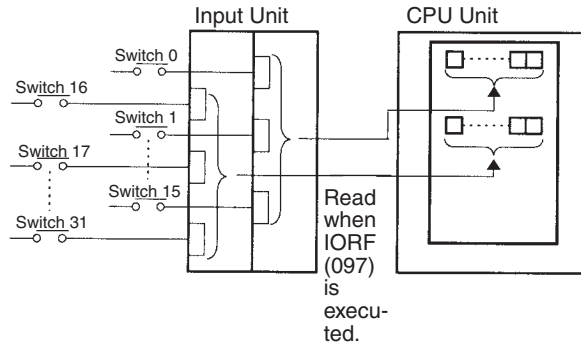 Input Unit
CPU Unit
Switch 0
Switch 16
Switch 1
Switch 17
Switch 15
Switch 31
Read
when
IORF
(097)
is
execu-
ted.